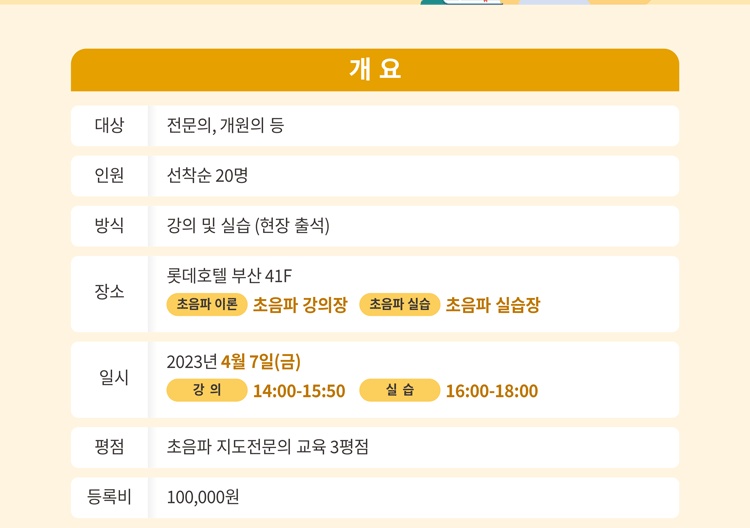 개 요
대상 전문의, 개원의 등
인원 선착순 20명
방식 강의 및 실습 (현장 출석)
장소 롯데호텔 부산 41F
초음파 이론 초음파 강의장 초음파 실습 초음파 실습장
일시 2023년 4월 7일(금)
강 의 14:00-15:50 실 습 16:00-18:00
평점 초음파 지도전문의 교육 3평점
등록비 100,000원